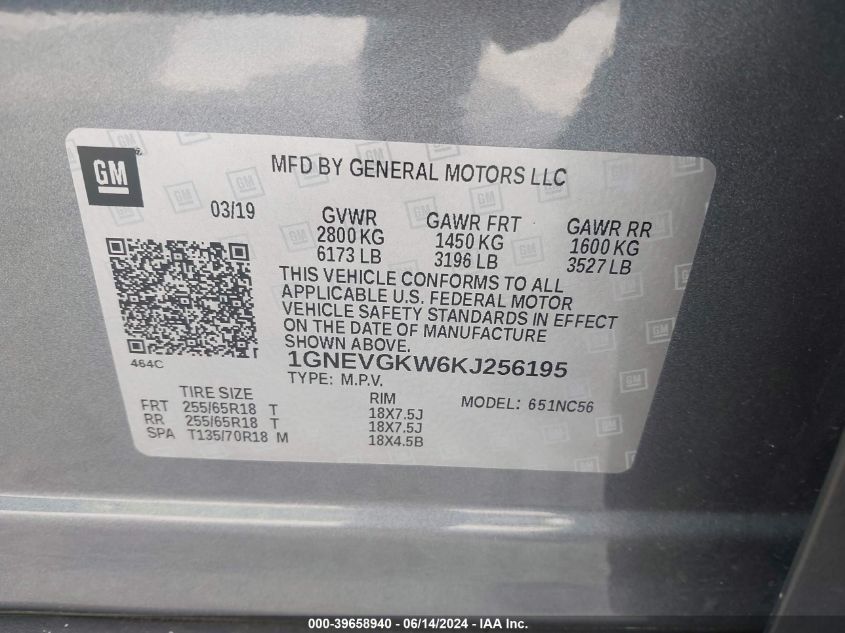 GM
MFD BY GENERAL MOTORS LLC
03/19
GVWR
2800 KG
6173 LB
GAWR FRT
1450 KG
3196 LB
GAWR RR
1600 KG
3527 LB
THIS VEHICLE CONFORMS TO ALL
APPLICABLE U.S. FEDERAL MOTOR
VEHICLE SAFETY STANDARDS IN EFFECT
ON THE DATE OF MANUFACTURE
SHOWN ABOVE.
464C
1GNEVGKW6KJ256195
TYPE: M.P.V.
MODEL: 651NC56
TIRE SIZE RIM
FRT 255/65R18 T 18X7.5J
RR 255/65R18 T 18X7.5J
SPA T135/70R18 M 18X4.5B
000-39658940 - 06/14/2024 - IAA Inc.